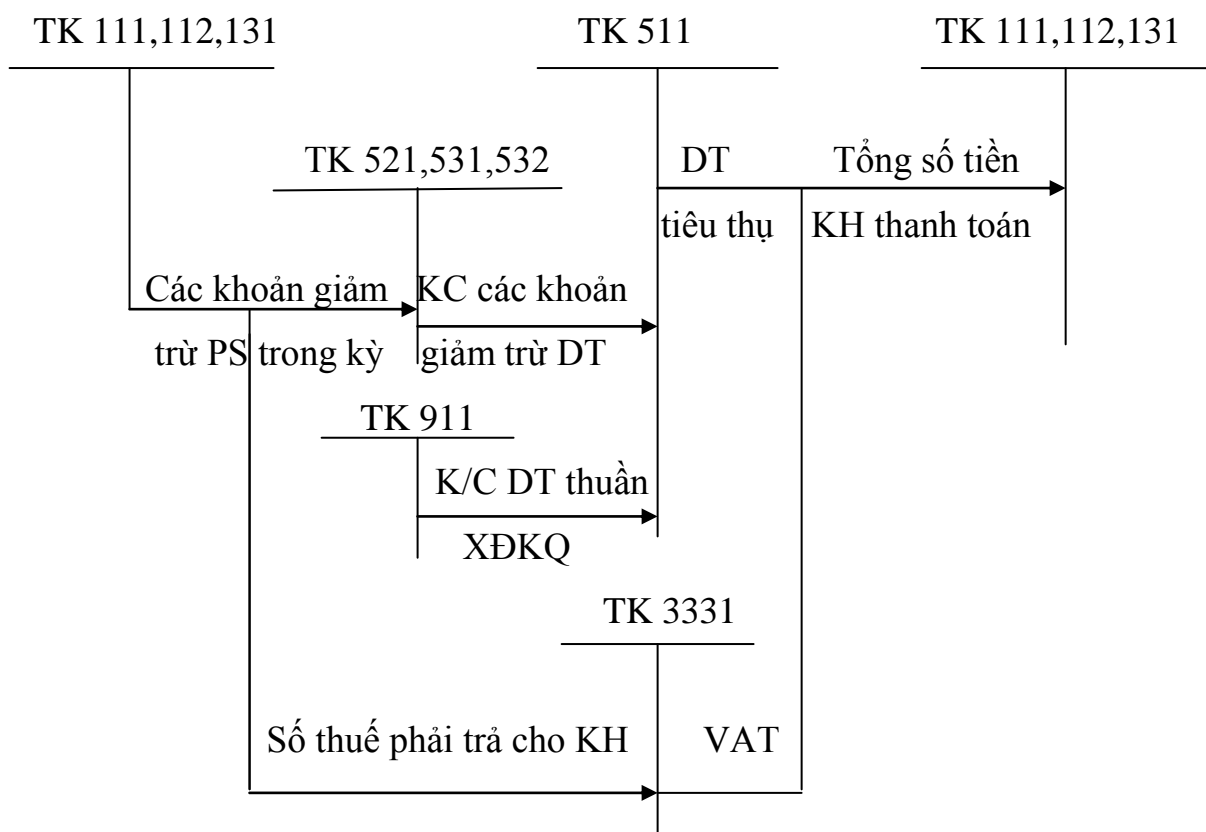 TK 111,112,131
TK 511
TK 111,112,131
TK 521,531,532
DT
tiêu thụ
Tổng số tiền
KH thanh toán
Các khoản giảm
trừ PS trong kỳ
KC các khoản
giảm trừ DT
TK 911
K/C DT thuần
XĐKQ
TK 3331
Số thuế phải trả cho KH
VAT